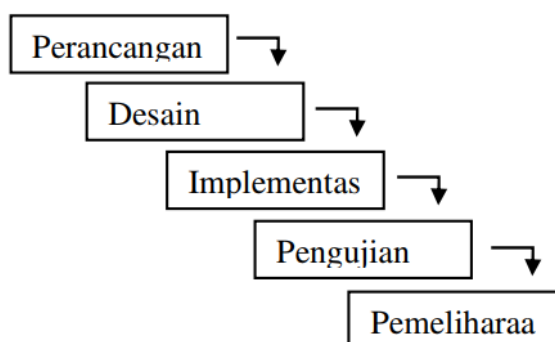 Perancangan
Desain
Implementas
Pengujian
Pemeliharaa